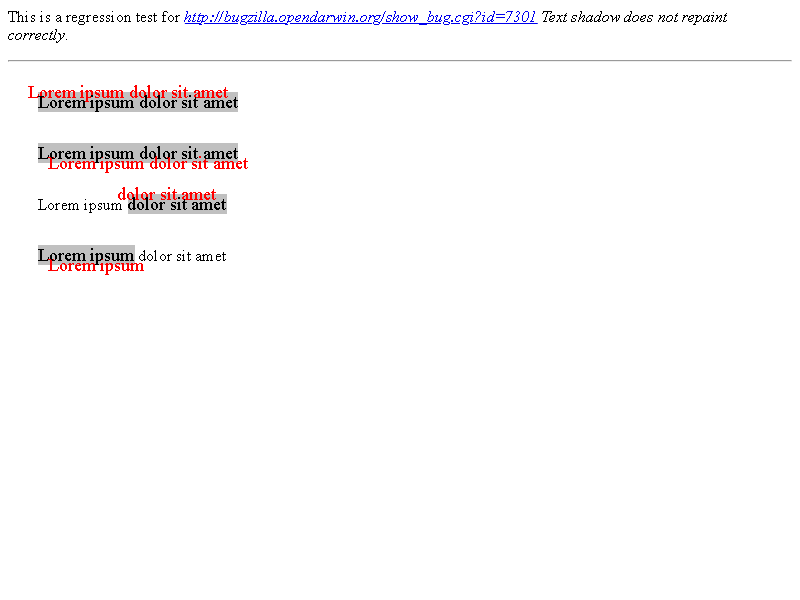 This is a regression test for http://bugzilla.opendarwin.org/show_bug.cgi?id=7301 Text shadow does not repaint
correctly.
Lorem ipsum dolor sit amet
Lorem ipsum dolor sit amet
Lorem ipsum dolor sit amet
Lorem ipsum dolor sit amet
dolor sit amet
Lorem ipsum dolor sit amet
Lorem ipsum dolor sit amet
Lorem ipsum